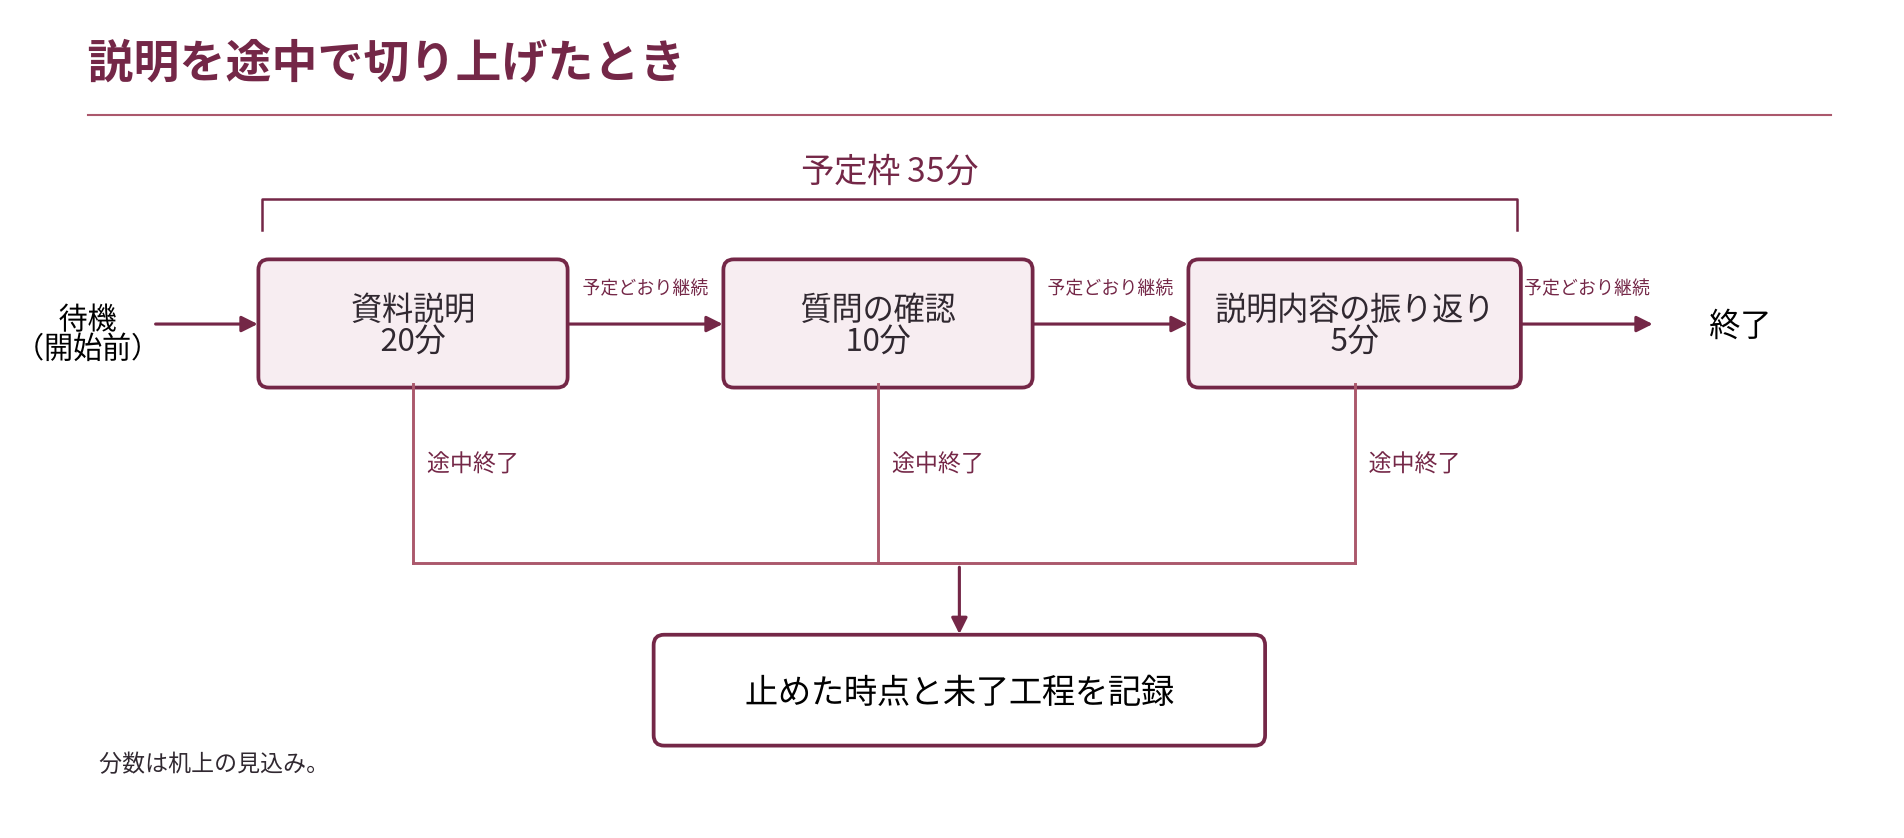 説明を途中で切り上げたとき
予定枠 35分
待機
（開始前）
資料説明
20分
予定どおり継続
質問の確認
10分
予定どおり継続
説明内容の振り返り
5分
予定どおり継続
終了
途中終了
途中終了
途中終了
止めた時点と未了工程を記録
分数は机上の見込み。